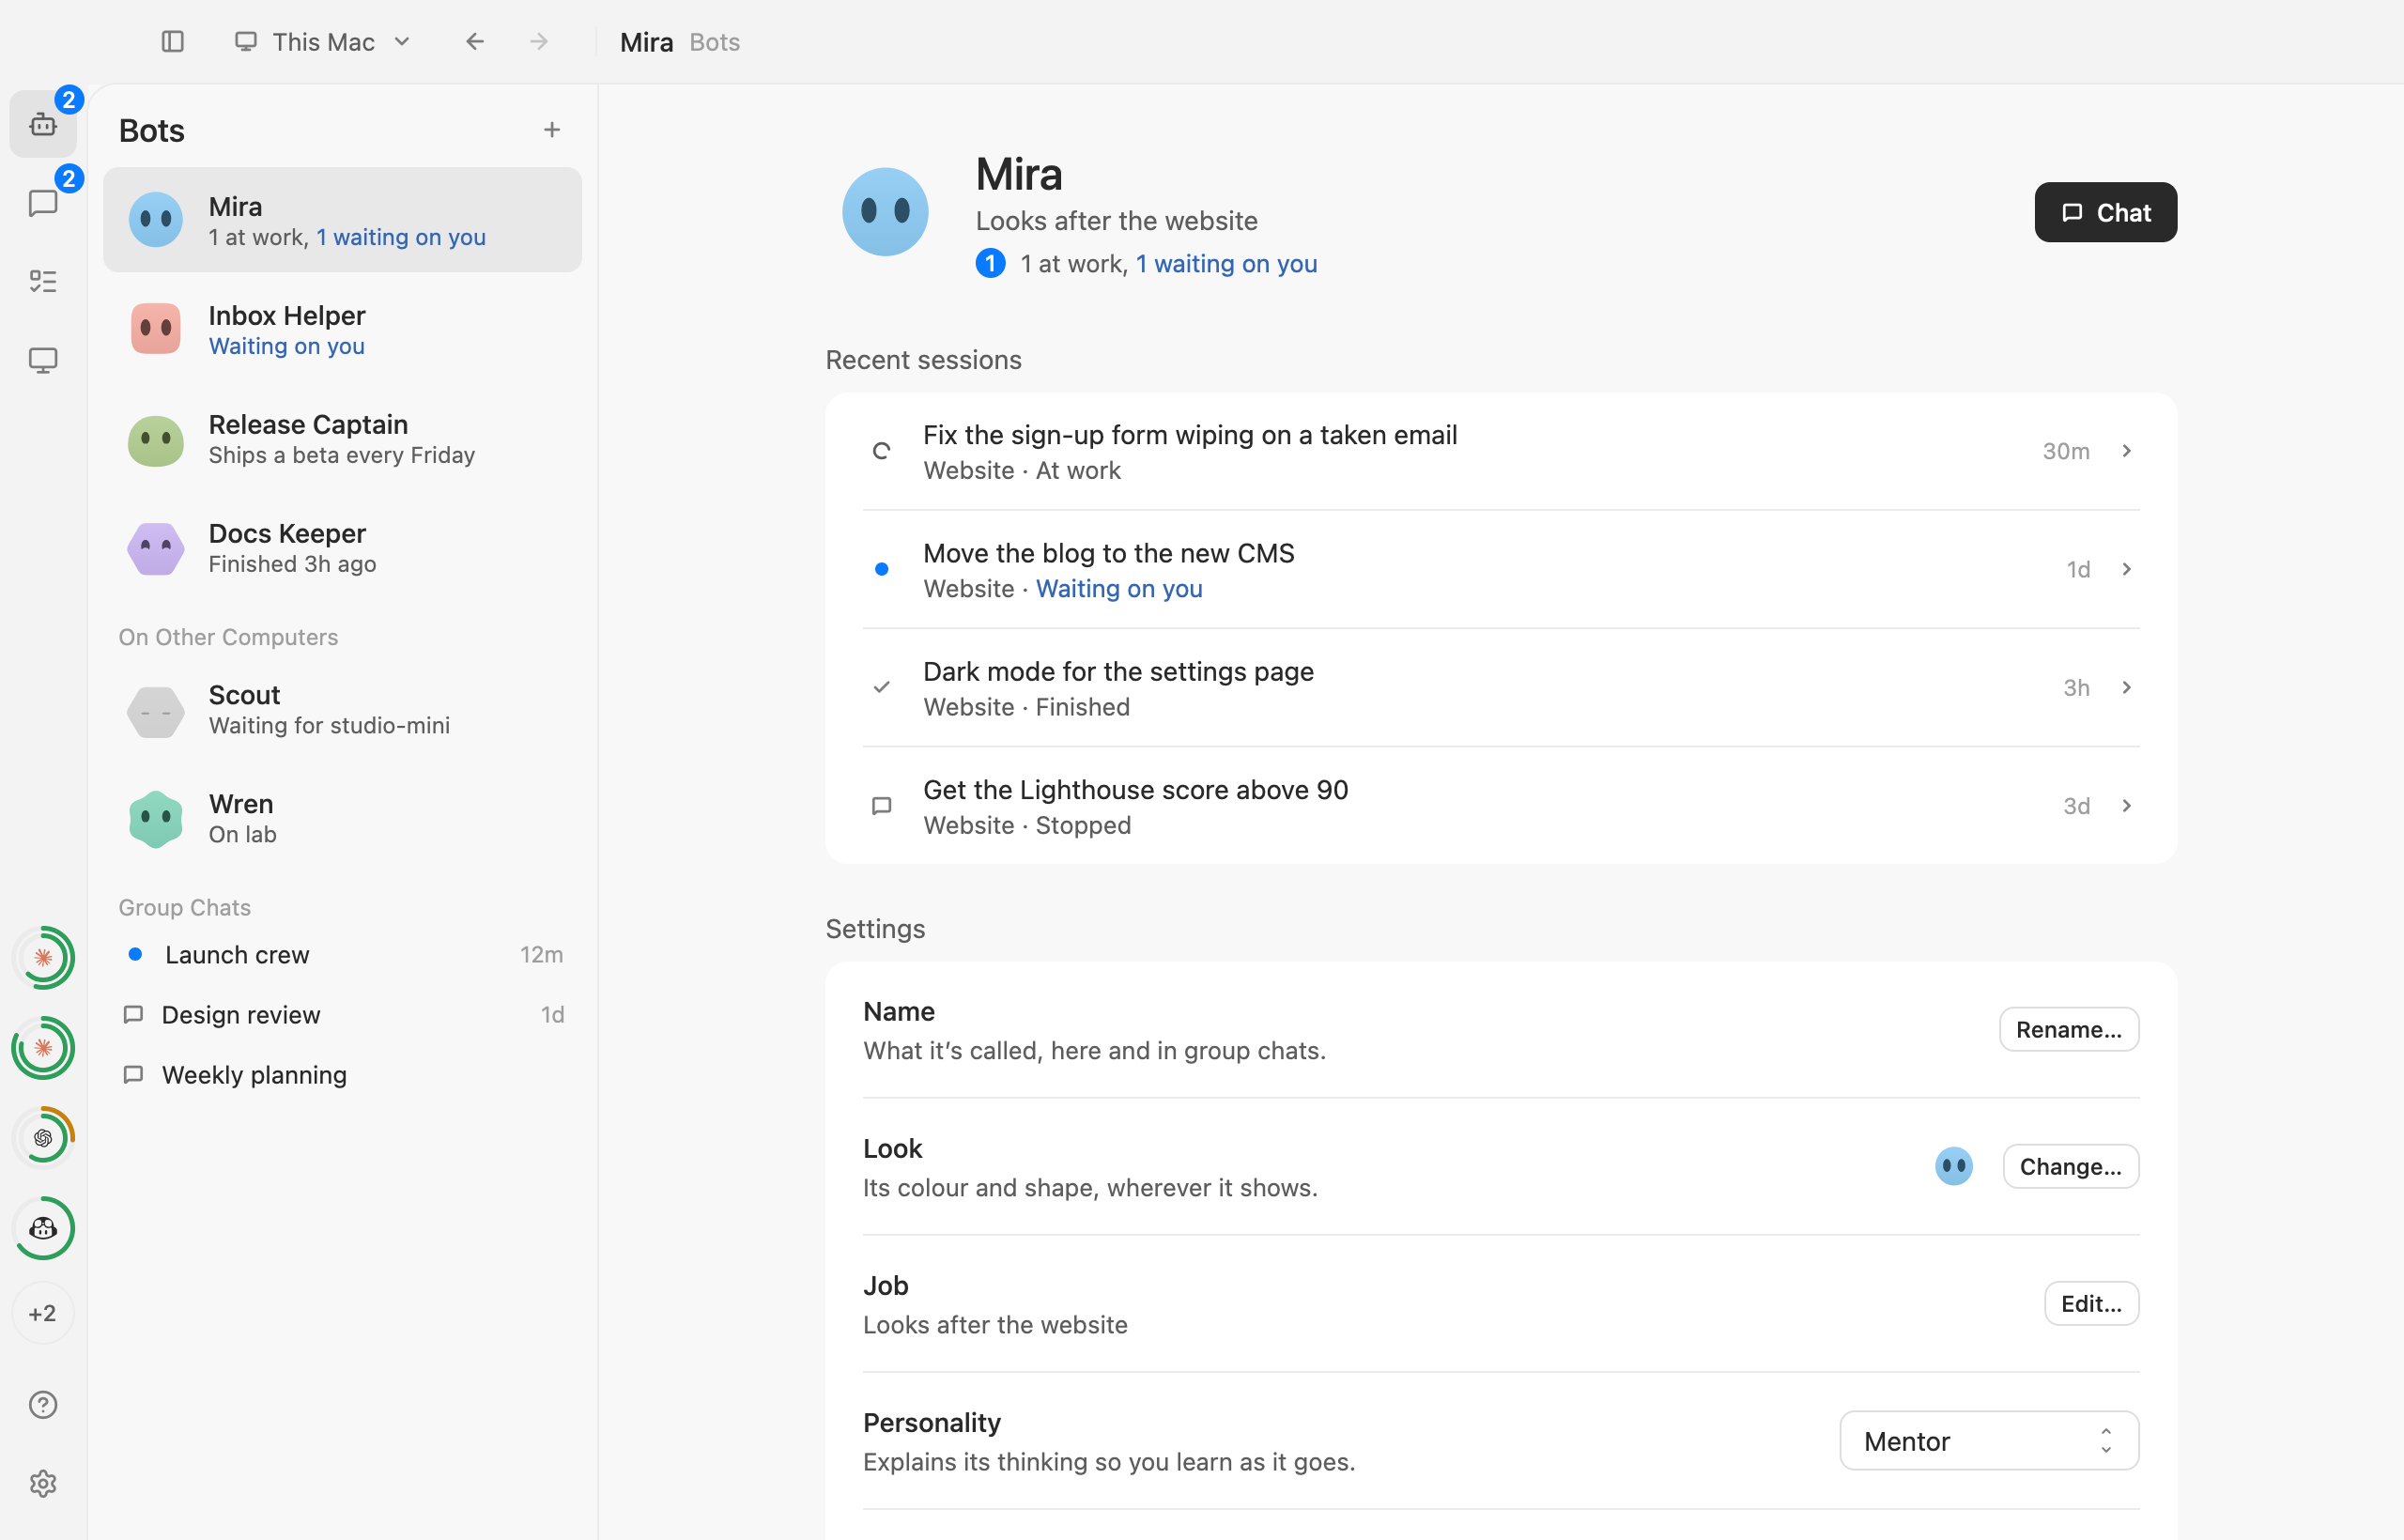 This Mac
Mira Bots
2
2
Bots
Mira
1 at work, 1 waiting on you
Inbox Helper
Waiting on you
Release Captain
Ships a beta every Friday
Docs Keeper
Finished 3h ago
On Other Computers
Scout
Waiting for studio-mini
Wren
On lab
Group Chats
Launch crew 12m
Design review 1d
Weekly planning
+2
Mira
Looks after the website
1 1 at work, 1 waiting on you
Chat
Recent sessions
Fix the sign-up form wiping on a taken email
Website · At work
30m
Move the blog to the new CMS
Website · Waiting on you
1d
Dark mode for the settings page
Website · Finished
3h
Get the Lighthouse score above 90
Website · Stopped
3d
Settings
Name
What it’s called, here and in group chats.
Rename...
Look
Its colour and shape, wherever it shows.
Change...
Job
Looks after the website
Edit...
Personality
Explains its thinking so you learn as it goes.
Mentor